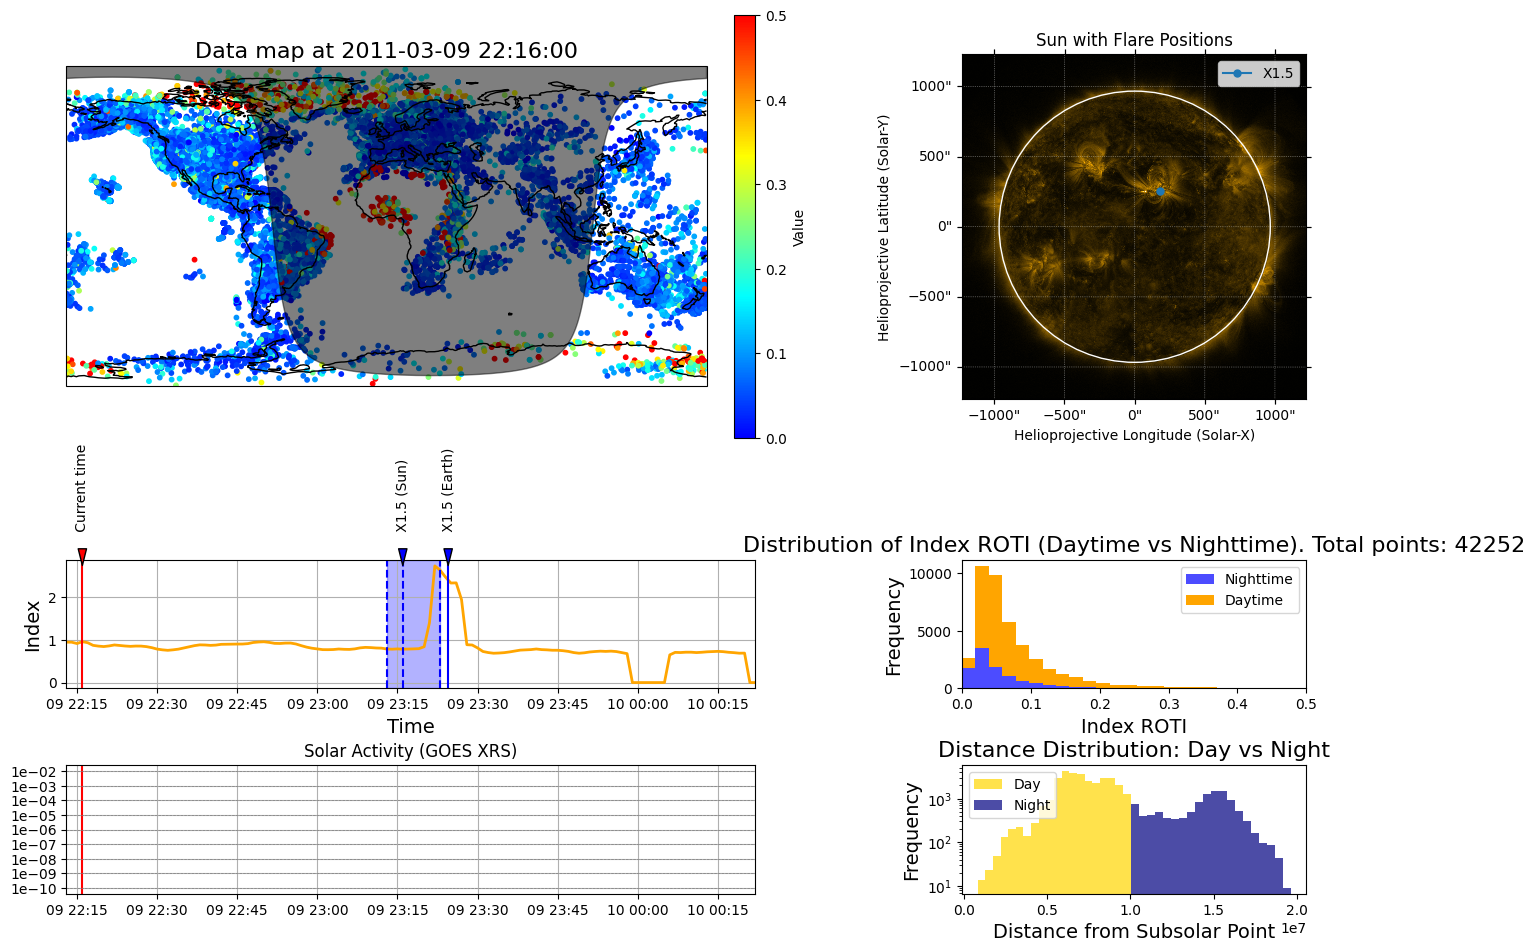 Data map at 2011-03-09 22:16:00
0.5
0.4
0.3
0.2
0.1
0.0
Value
Sun with Flare Positions
X1.5
1000"
500"
0"
−500"
−1000"
Helioprojective Latitude (Solar-Y)
−1000" −500" 0" 500" 1000"
Helioprojective Longitude (Solar-X)
Current time
X1.5 (Sun)
X1.5 (Earth)
Index
2
1
0
09 22:15 09 22:30 09 22:45 09 23:00 09 23:15 09 23:30 09 23:45 10 00:00 10 00:15
Time
Distribution of Index ROTI (Daytime vs Nighttime). Total points: 42252
Nighttime
Daytime
Frequency
10000
5000
0
0.0 0.1 0.2 0.3 0.4 0.5
Index ROTI
Solar Activity (GOES XRS)
1e−02
1e−03
1e−04
1e−05
1e−06
1e−07
1e−08
1e−09
1e−10
09 22:15 09 22:30 09 22:45 09 23:00 09 23:15 09 23:30 09 23:45 10 00:00 10 00:15
Distance Distribution: Day vs Night
Day
Night
Frequency
10³
10²
10¹
0.0 0.5 1.0 1.5 2.0
1e7
Distance from Subsolar Point